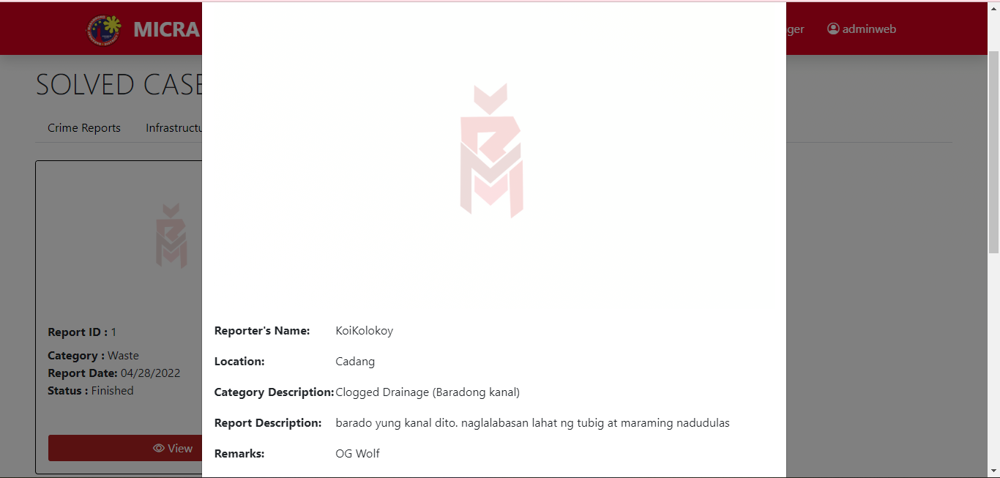 MICRA
ger
adminweb
SOLVED CASE
Crime Reports
Infrastructu
Report ID : 1
Category : Waste
Report Date: 04/28/2022
Status : Finished
View
Reporter's Name: KoiKolokoy
Location: Cadang
Category Description: Clogged Drainage (Baradong kanal)
Report Description: barado yung kanal dito. naglalabasan lahat ng tubig at maraming nadudulas
Remarks: OG Wolf